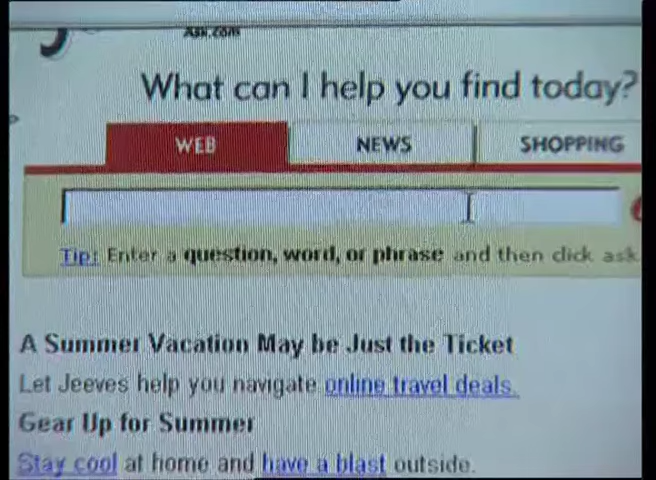 Ask.com
What can I help you find today?
WEB NEWS SHOPPING
Tip: Enter a question, word, or phrase and then click ask
A Summer Vacation May be Just the Ticket
Let Jeeves help you navigate online travel deals.
Gear Up for Summer
Stay cool at home and have a blast outside.